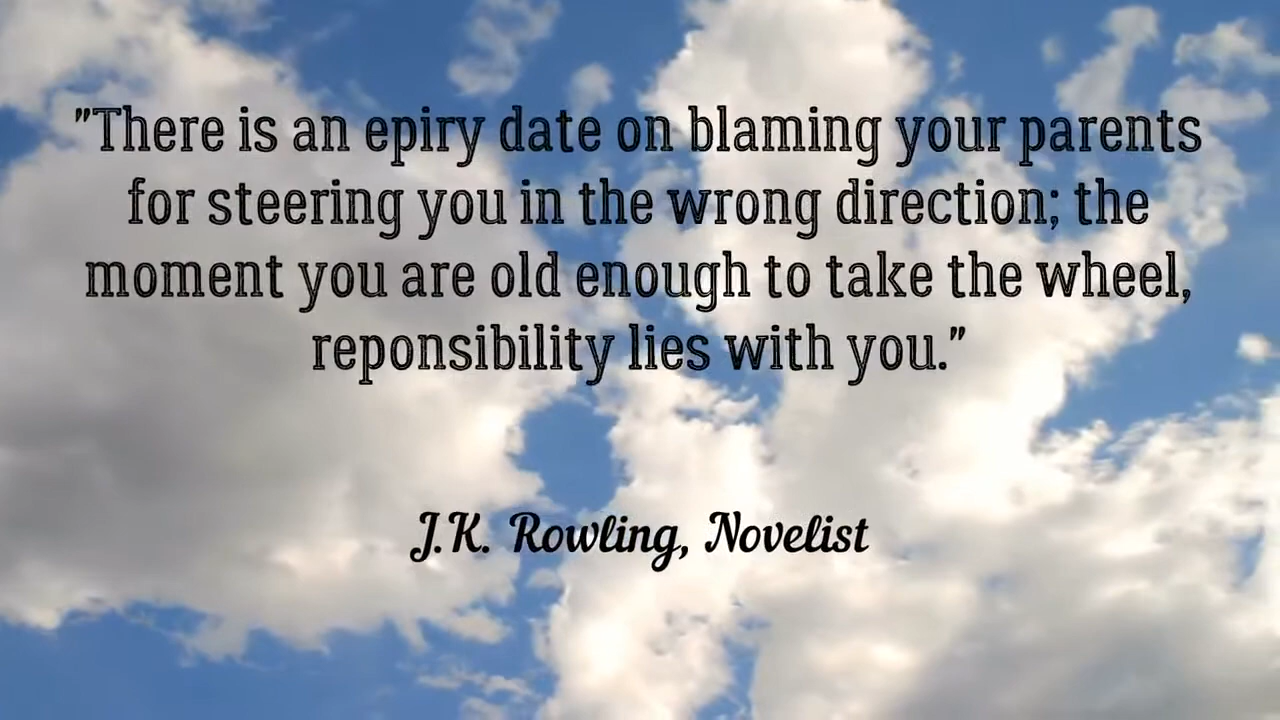 "There is an epiry date on blaming your parents
for steering you in the wrong direction; the
moment you are old enough to take the wheel,
reponsibility lies with you."
J.K. Rowling, Novelist